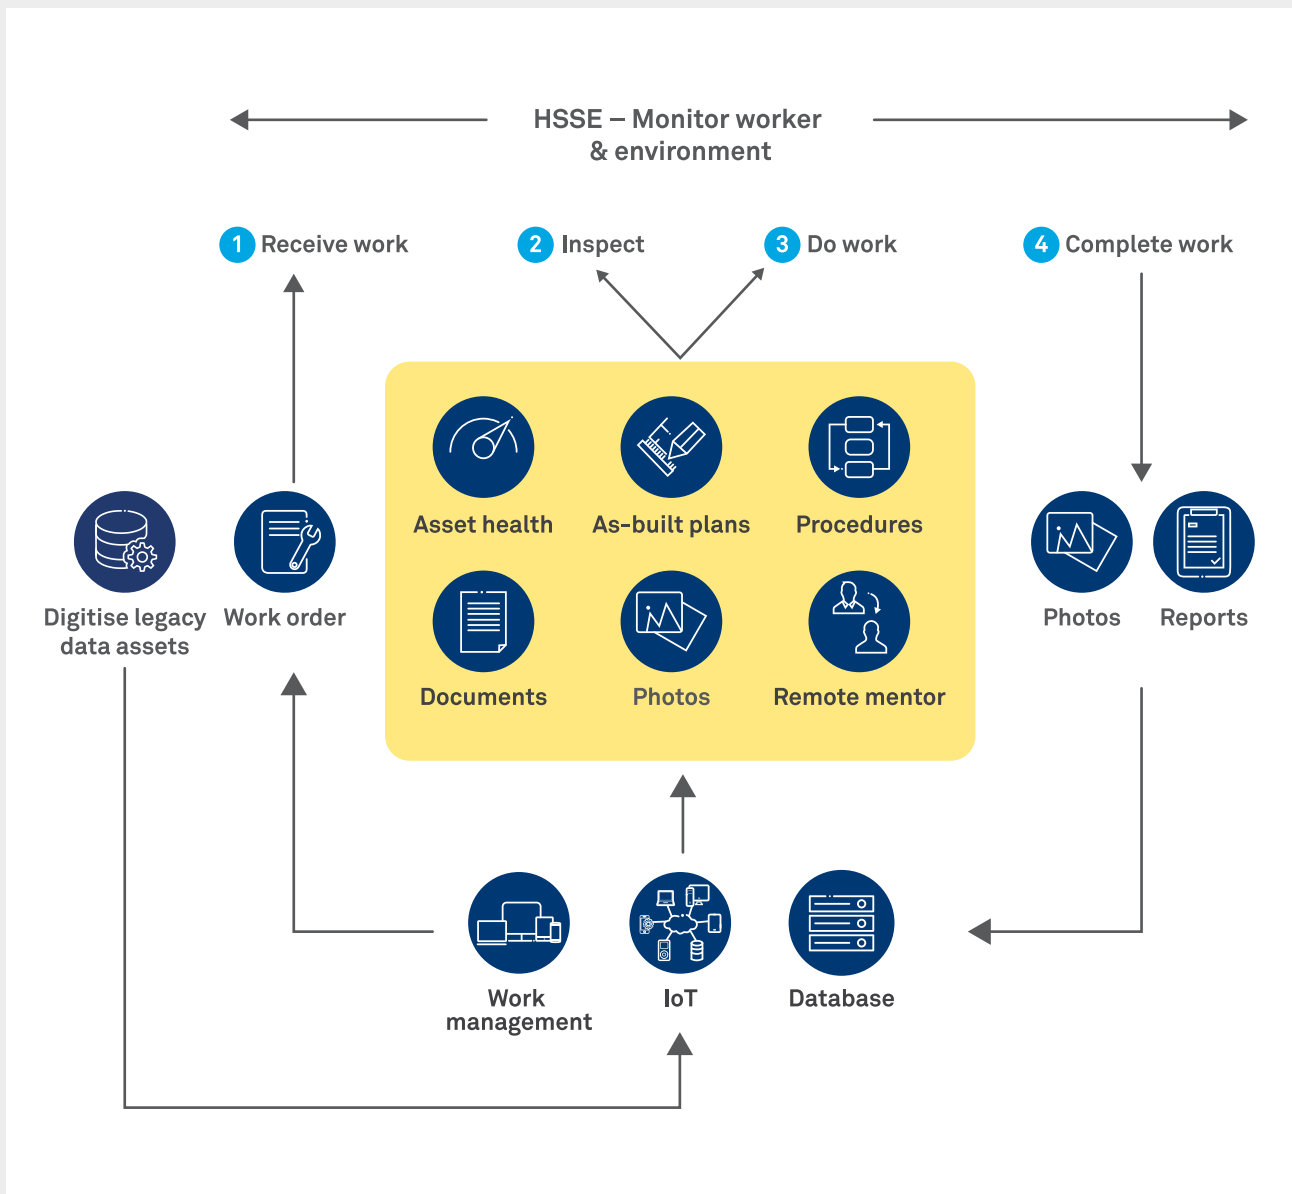 HSSE – Monitor worker
& environment
1 Receive work
2 Inspect
3 Do work
4 Complete work
Asset health
As-built plans
Procedures
Digitise legacy
data assets
Work order
Photos
Reports
Documents
Photos
Remote mentor
Work
management
IoT
Database